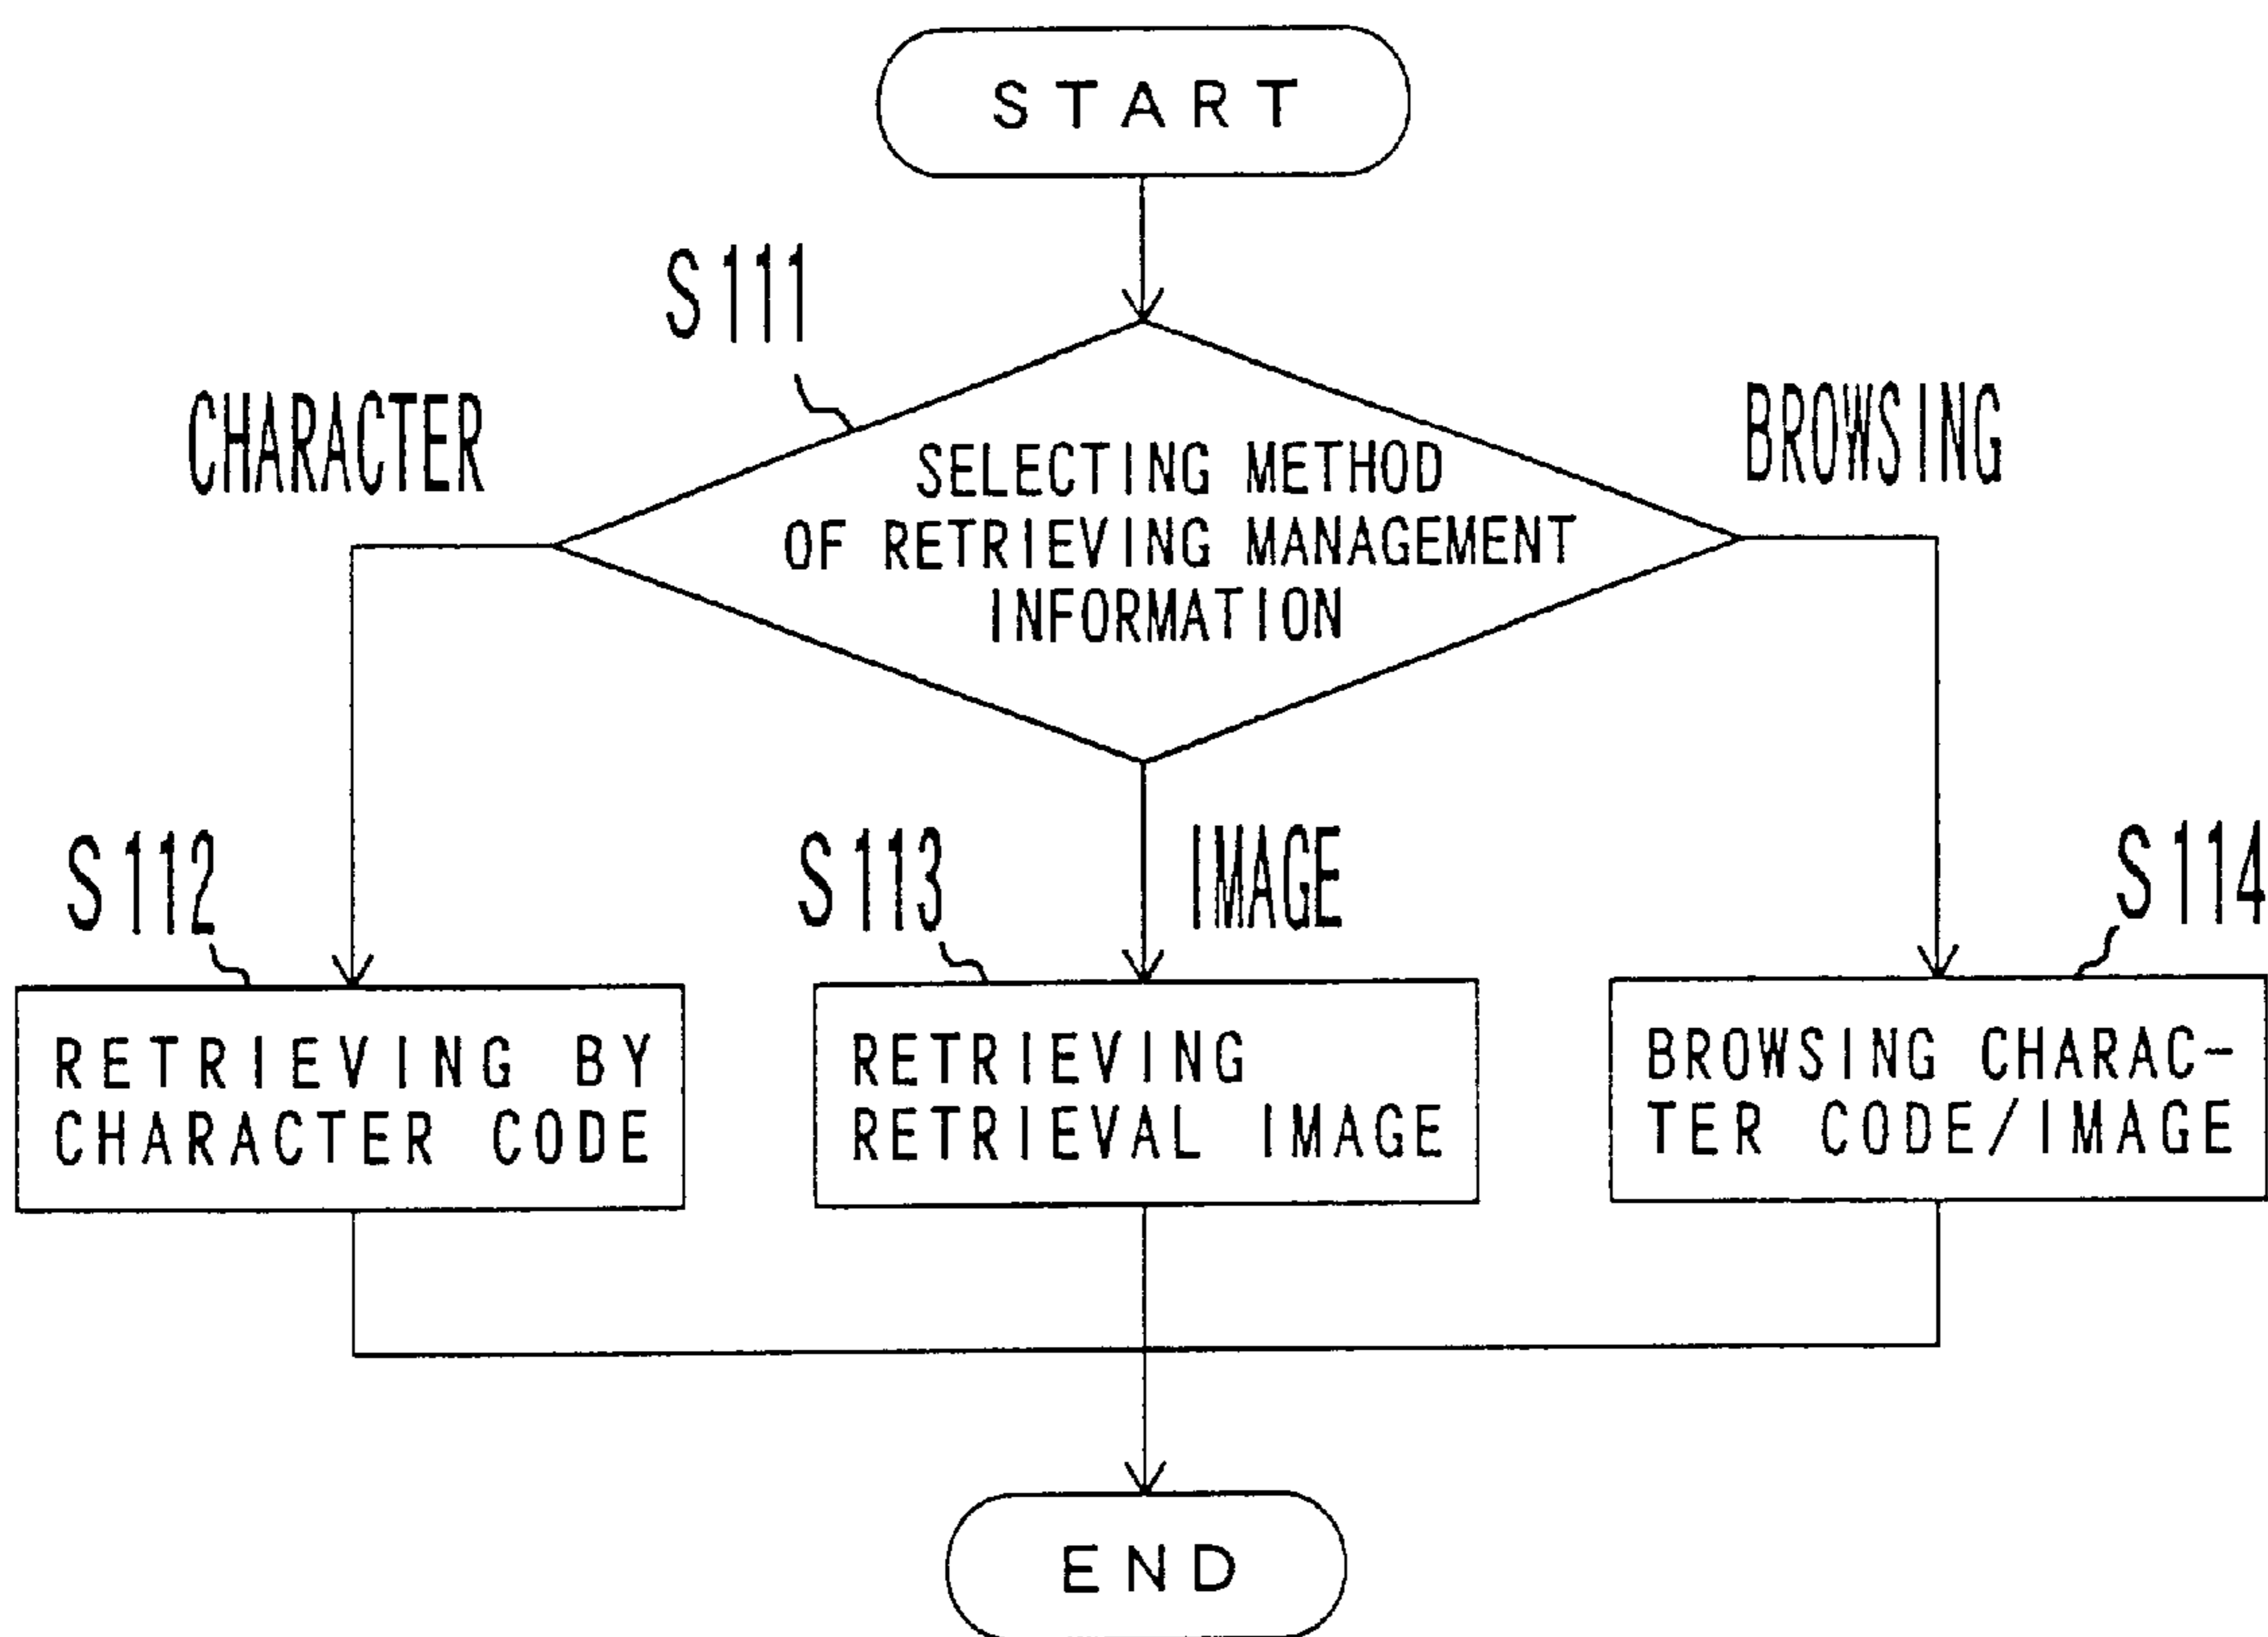 START
S111
CHARACTER
BROWSING
SELECTING METHOD
OF RETRIEVING MANAGEMENT
INFORMATION
S112
S113
IMAGE
S114
RETRIEVING BY
CHARACTER CODE
RETRIEVING
RETRIEVAL IMAGE
BROWSING CHARAC-
TER CODE/IMAGE
END